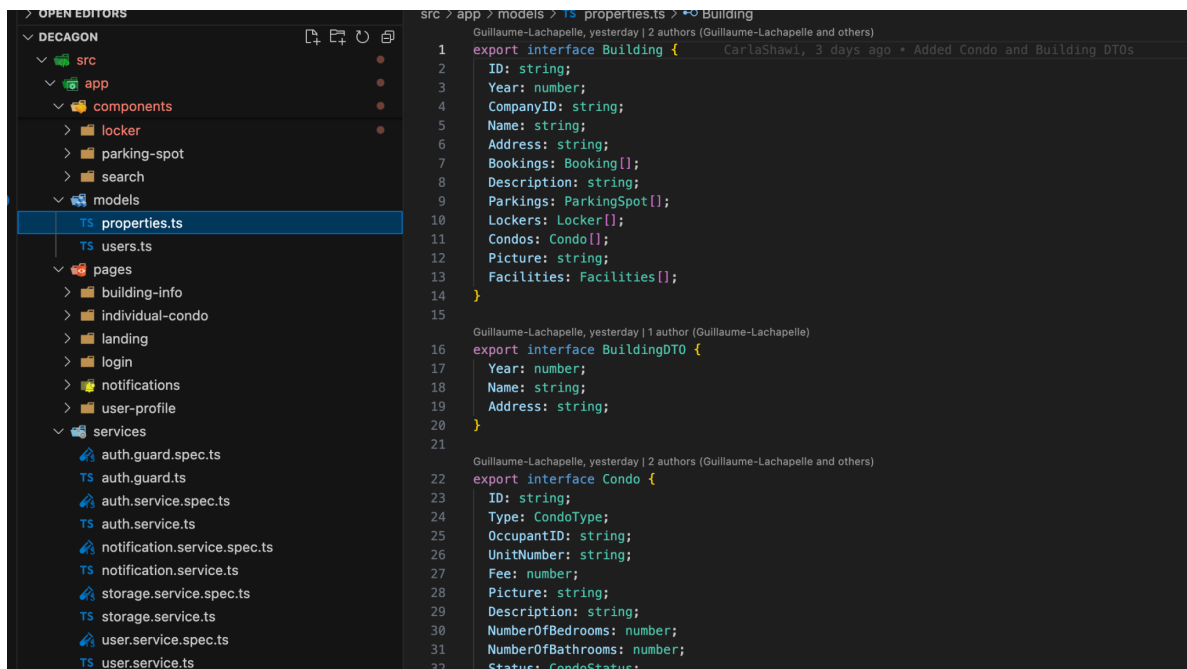 OPEN EDITORS
DECAGON
src
app
components
locker
parking-spot
search
models
TS properties.ts
TS users.ts
pages
building-info
individual-condo
landing
login
notifications
user-profile
services
auth.guard.spec.ts
TS auth.guard.ts
auth.service.spec.ts
TS auth.service.ts
notification.service.spec.ts
TS notification.service.ts
storage.service.spec.ts
TS storage.service.ts
user.service.spec.ts
TS user.service.ts
src > app > models > TS properties.ts > Building
Guillaume-Lachapelle, yesterday | 2 authors (Guillaume-Lachapelle and others)
1 export interface Building { CarlaShawi, 3 days ago • Added Condo and Building DTOs
2 ID: string;
3 Year: number;
4 CompanyID: string;
5 Name: string;
6 Address: string;
7 Bookings: Booking[];
8 Description: string;
9 Parkings: ParkingSpot[];
10 Lockers: Locker[];
11 Condos: Condo[];
12 Picture: string;
13 Facilities: Facilities[];
14 }
15
Guillaume-Lachapelle, yesterday | 1 author (Guillaume-Lachapelle)
16 export interface BuildingDTO {
17 Year: number;
18 Name: string;
19 Address: string;
20 }
21
Guillaume-Lachapelle, yesterday | 2 authors (Guillaume-Lachapelle and others)
22 export interface Condo {
23 ID: string;
24 Type: CondoType;
25 OccupantID: string;
26 UnitNumber: string;
27 Fee: number;
28 Picture: string;
29 Description: string;
30 NumberOfBedrooms: number;
31 NumberOfBathrooms: number;
32 Status: CondoStatus;